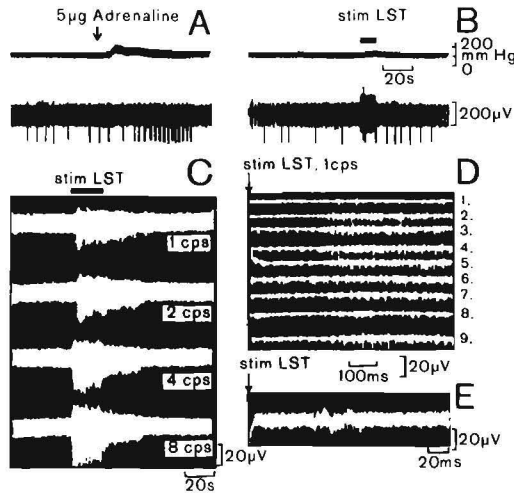 5µg Adrenaline
A
stim LST
B
200
mm Hg
0
20s
200µV
stim LST
C
1 cps
2 cps
4 cps
8 cps
20µV
20s
stim LST, 1cps
D
1.
2.
3.
4.
5.
6.
7.
8.
9.
100ms
20µV
stim LST
E
20µV
20ms